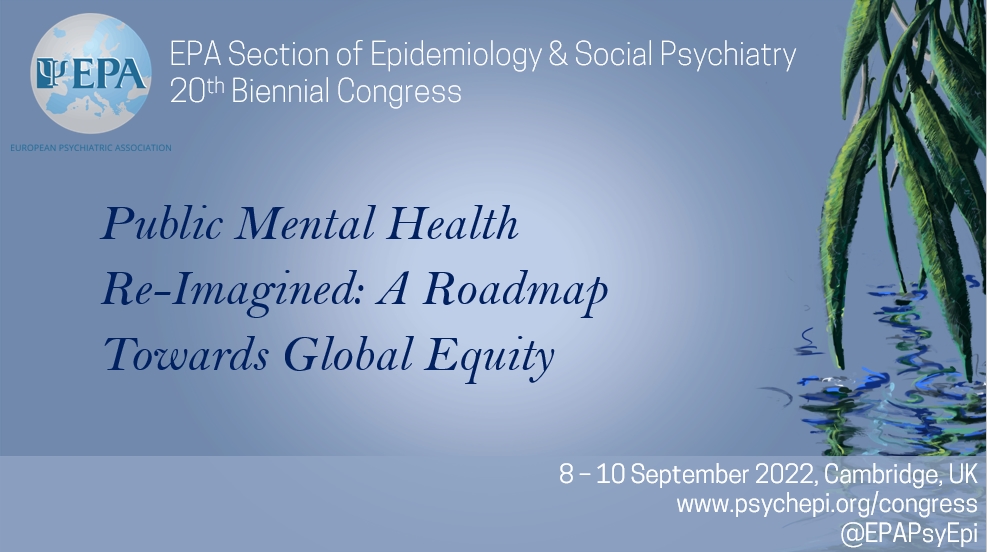 EPA
EUROPEAN PSYCHIATRIC ASSOCIATION
EPA Section of Epidemiology & Social Psychiatry
20th Biennial Congress
Public Mental Health
Re-Imagined: A Roadmap
Towards Global Equity
8 – 10 September 2022, Cambridge, UK
www.psychepi.org/congress
@EPAPsyEpi